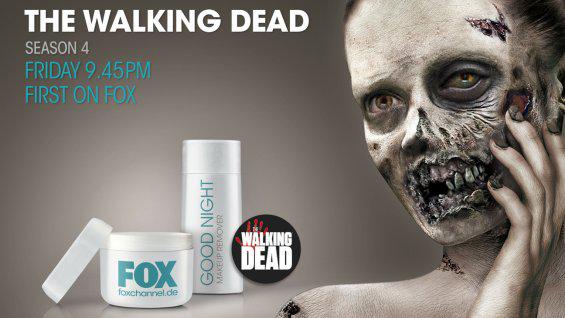 THE WALKING DEAD
SEASON 4
FRIDAY 9.45PM
FIRST ON FOX
GOOD NIGHT
MAKEUP REMOVER
THE
WALKING
DEAD
FOX
foxchannel.de